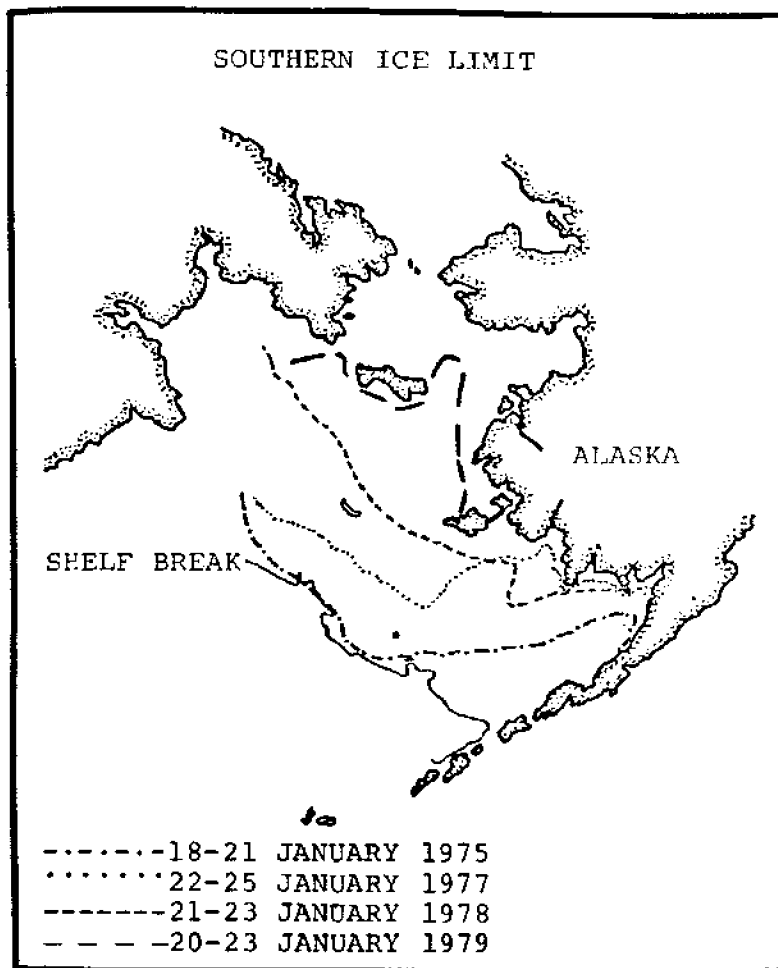 SOUTHERN ICE LIMIT
ALASKA
SHELF BREAK
18-21 JANUARY 1975
22-25 JANUARY 1977
21-23 JANUARY 1978
20-23 JANUARY 1979